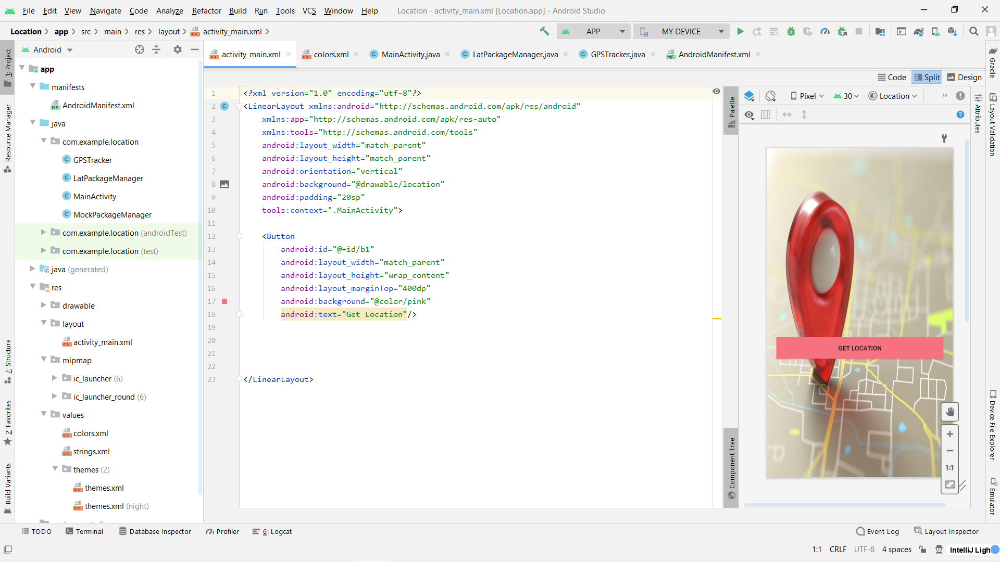 File Edit View Navigate Code Analyze Refactor Build Run Tools VCS Window Help Location - activity_main.xml [Location.app] - Android Studio
Location app src main res layout activity_main.xml APP MY DEVICE
1: Project
Resource Manager
7: Structure
2: Favorites
Build Variants
Android
app
manifests
AndroidManifest.xml
java
com.example.location
GPSTracker
LatPackageManager
MainActivity
MockPackageManager
com.example.location (androidTest)
com.example.location (test)
java (generated)
res
drawable
layout
activity_main.xml
mipmap
ic_launcher (6)
ic_launcher_round (6)
values
colors.xml
strings.xml
themes (2)
themes.xml
themes.xml (night)
activity_main.xml colors.xml MainActivity.java LatPackageManager.java GPSTracker.java AndroidManifest.xml
Code Split Design
1 <?xml version="1.0" encoding="utf-8"?>
2 <LinearLayout xmlns:android="http://schemas.android.com/apk/res/android"
3 xmlns:app="http://schemas.android.com/apk/res-auto"
4 xmlns:tools="http://schemas.android.com/tools"
5 android:layout_width="match_parent"
6 android:layout_height="match_parent"
7 android:orientation="vertical"
8 android:background="@drawable/location"
9 android:padding="20sp"
10 tools:context=".MainActivity">
11
12 <Button
13 android:id="@+id/b1"
14 android:layout_width="match_parent"
15 android:layout_height="wrap_content"
16 android:layout_marginTop="400dp"
17 android:background="@color/pink"
18 android:text="Get Location"/>
19
20
21
22
23 </LinearLayout>
Palette
Component Tree
Pixel 30 Location
GET LOCATION
1:1
Attributes
Gradle
Layout Validation
Device File Explorer
Emulator
TODO Terminal Database Inspector Profiler 6: Logcat Event Log Layout Inspector
1:1 CRLF UTF-8 4 spaces IntelliJ Ligh